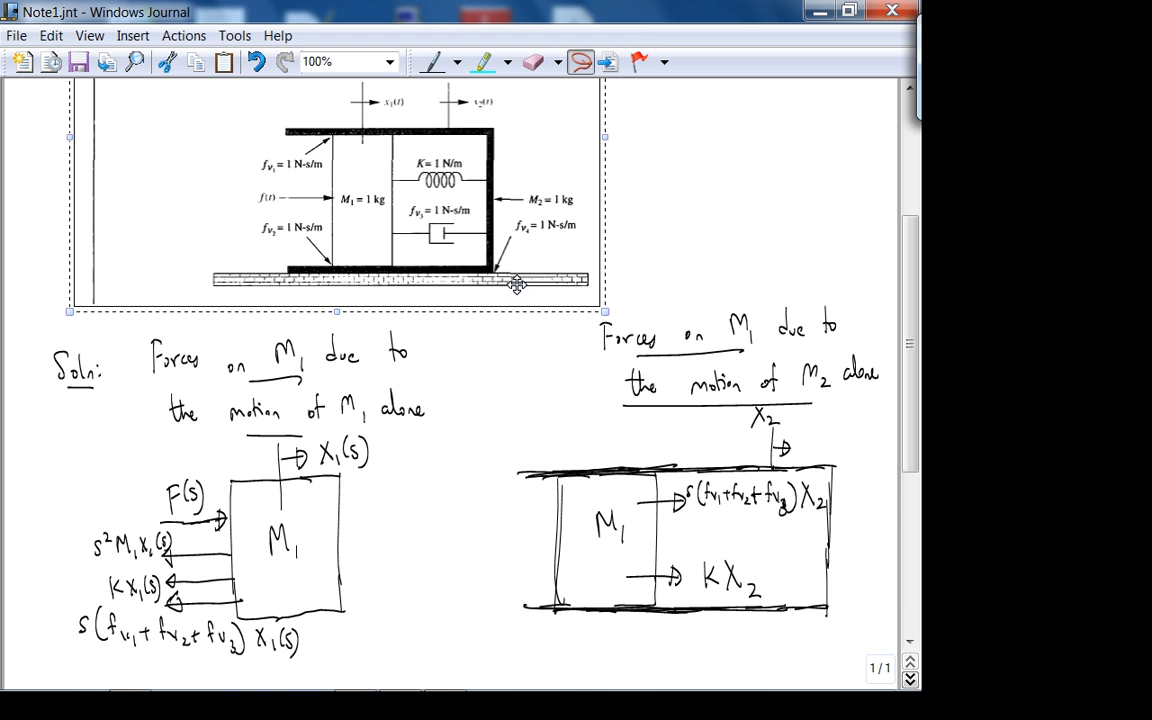 Note1.jnt - Windows Journal
File Edit View Insert Actions Tools Help
100%
x₁(t) x₂(t)
fv₁ = 1 N-s/m
K = 1 N/m
f(t)
M₁ = 1 kg
M₂ = 1 kg
fv₃ = 1 N-s/m
fv₂ = 1 N-s/m
fv₄ = 1 N-s/m
Soln:
Forces on M₁ due to
the motion of M₁ alone
X₁(s)
F(s)
M₁
s²M₁X₁(s)
KX₁(s)
s(fv₁+fv₂+fv₃)X₁(s)
Forces on M₁ due to
the motion of M₂ alone
X₂
s(fv₁+fv₂+fv₃)X₂
M₁
KX₂
1/1